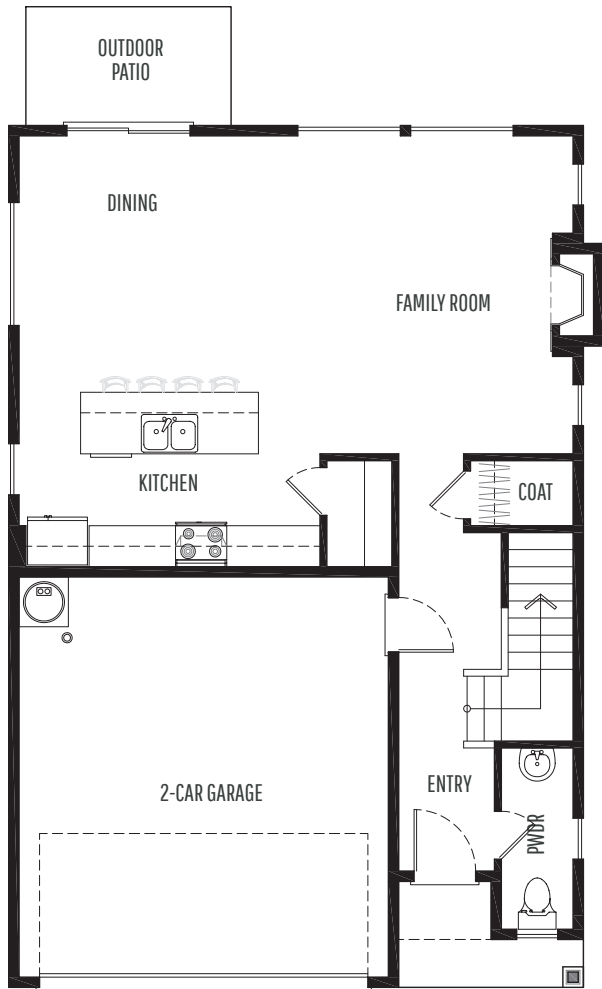 OUTDOOR
PATIO
DINING
FAMILY ROOM
KITCHEN
COAT
2-CAR GARAGE
ENTRY
PWDR